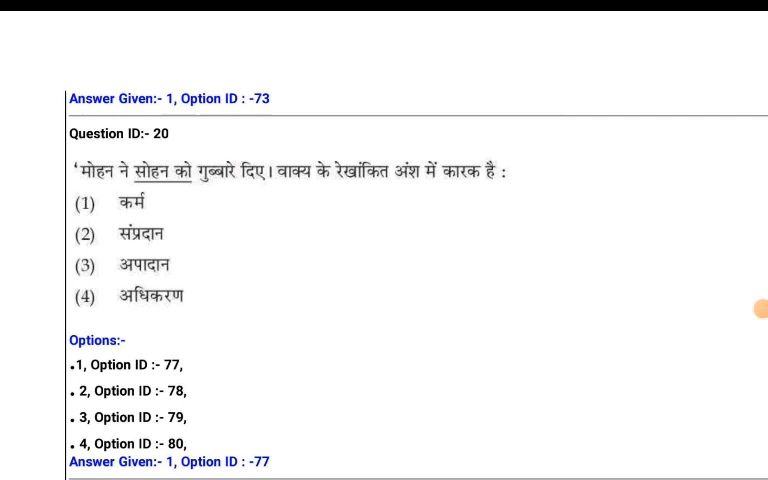 Answer Given:- 1, Option ID : -73
Question ID:- 20
‘मोहन ने सोहन को गुब्बारे दिए। वाक्य के रेखांकित अंश में कारक है :
(1) कर्म
(2) संप्रदान
(3) अपादान
(4) अधिकरण
Options:-
.1, Option ID :- 77,
. 2, Option ID :- 78,
. 3, Option ID :- 79,
. 4, Option ID :- 80,
Answer Given:- 1, Option ID : -77